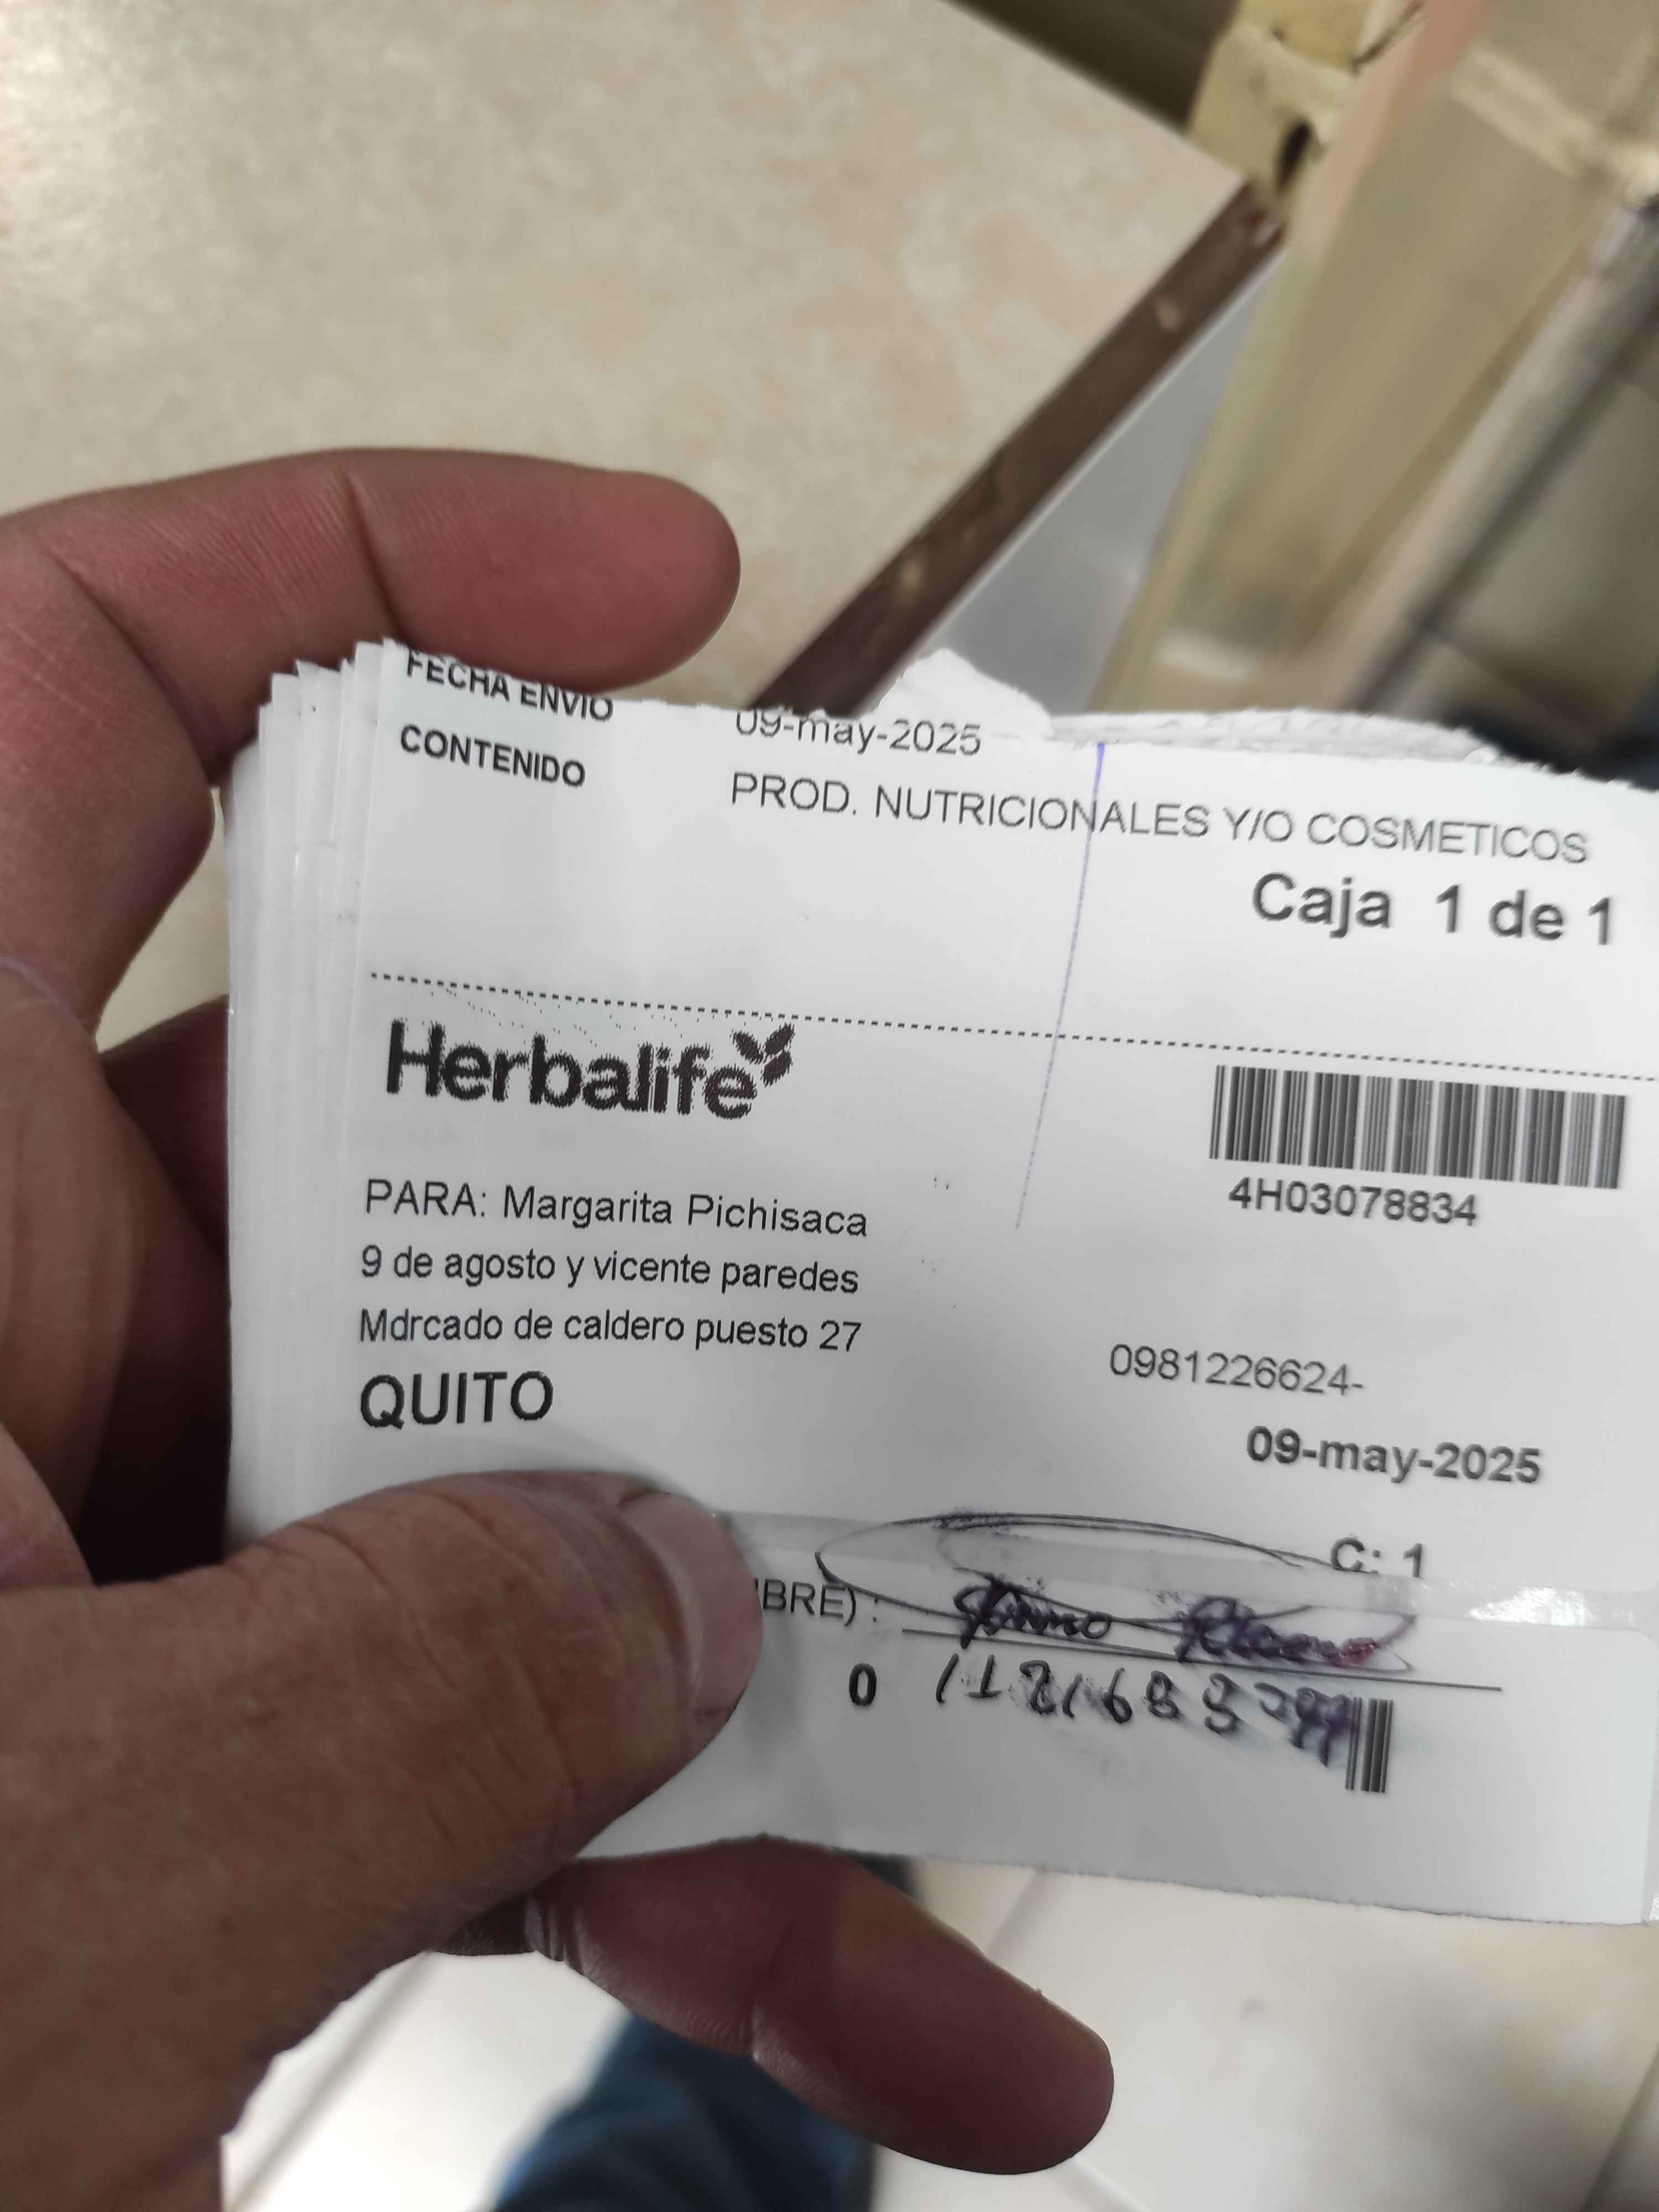 FECHA ENVIO 09-may-2025
CONTENIDO PROD. NUTRICIONALES Y/O COSMETICOS
Caja 1 de 1
Herbalife
4H03078834
PARA: Margarita Pichisaca
9 de agosto y vicente paredes
Mdrcado de caldero puesto 27
0981226624-
QUITO
09-may-2025
C: 1
BRE) :
0